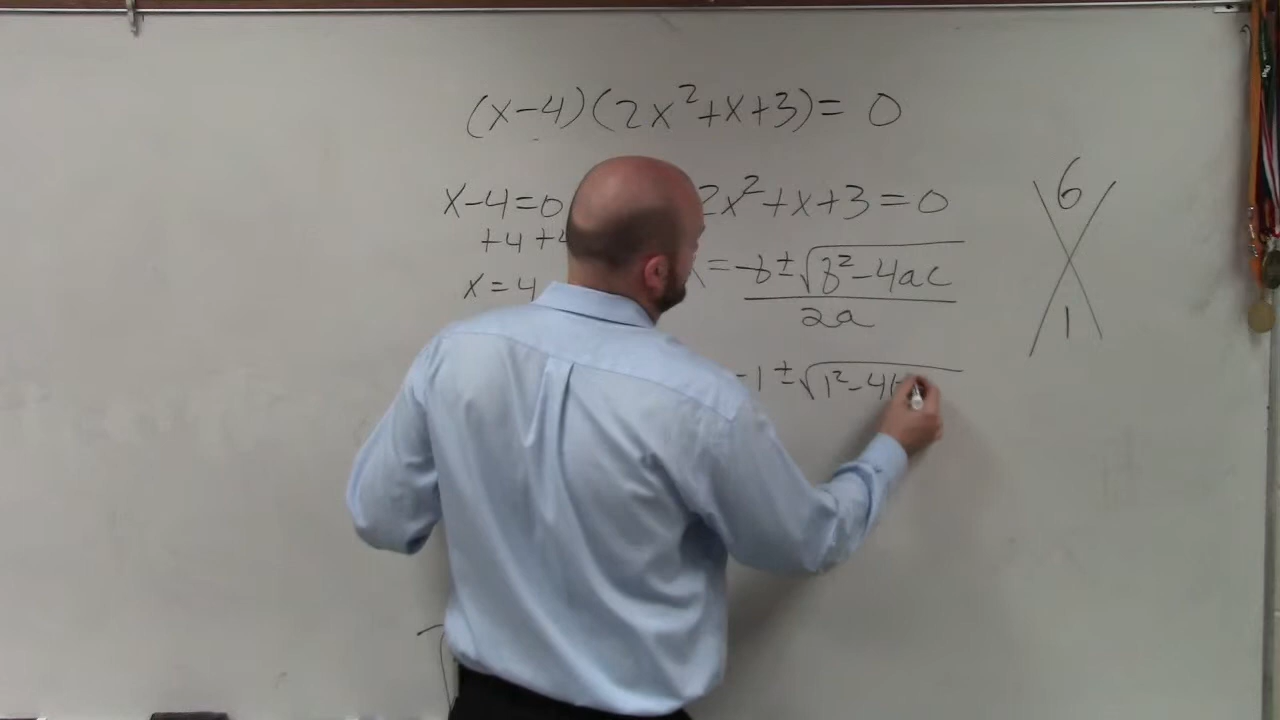 (x-4)(2x²+x+3)= 0
x-4=0
2x²+x+3=0
+4 +4
x=4
x = -b±√b²-4ac
2a
-1±√1²-4(
6
1